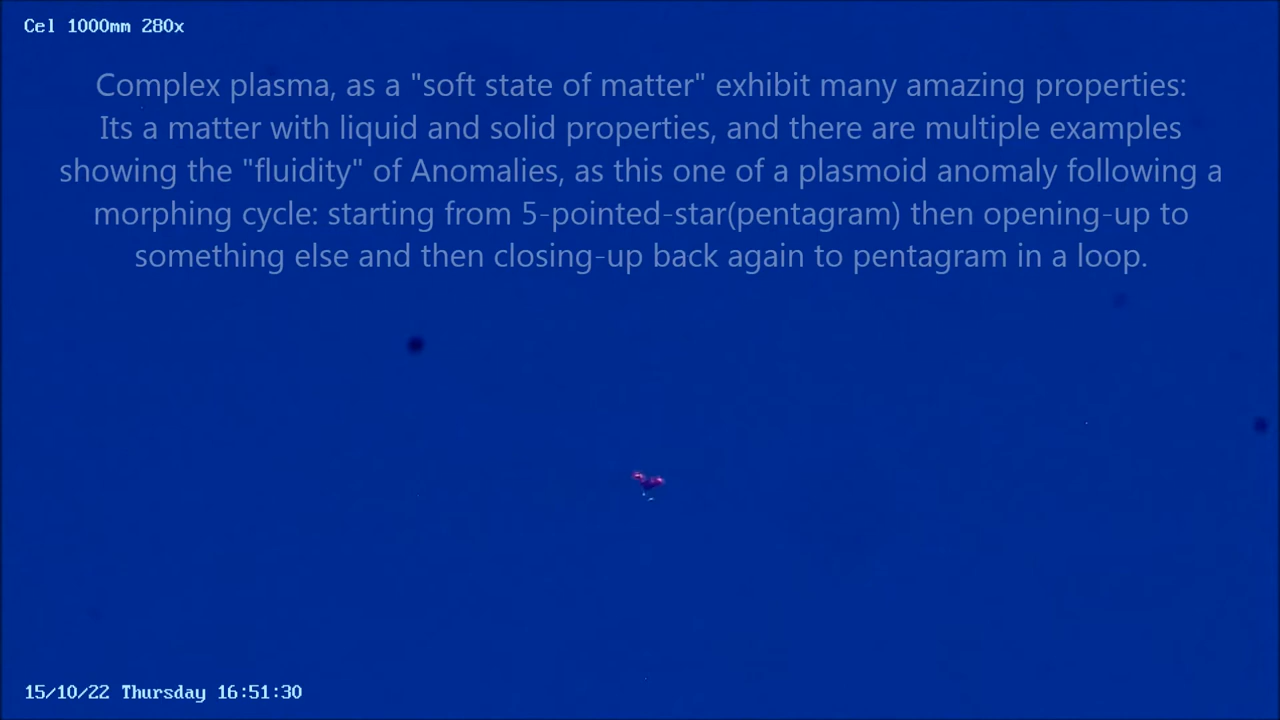 Cel 1000mm 280x
Complex plasma, as a "soft state of matter" exhibit many amazing properties:
Its a matter with liquid and solid properties, and there are multiple examples
showing the "fluidity" of Anomalies, as this one of a plasmoid anomaly following a
morphing cycle: starting from 5-pointed-star(pentagram) then opening-up to
something else and then closing-up back again to pentagram in a loop.
15/10/22 Thursday 16:51:30